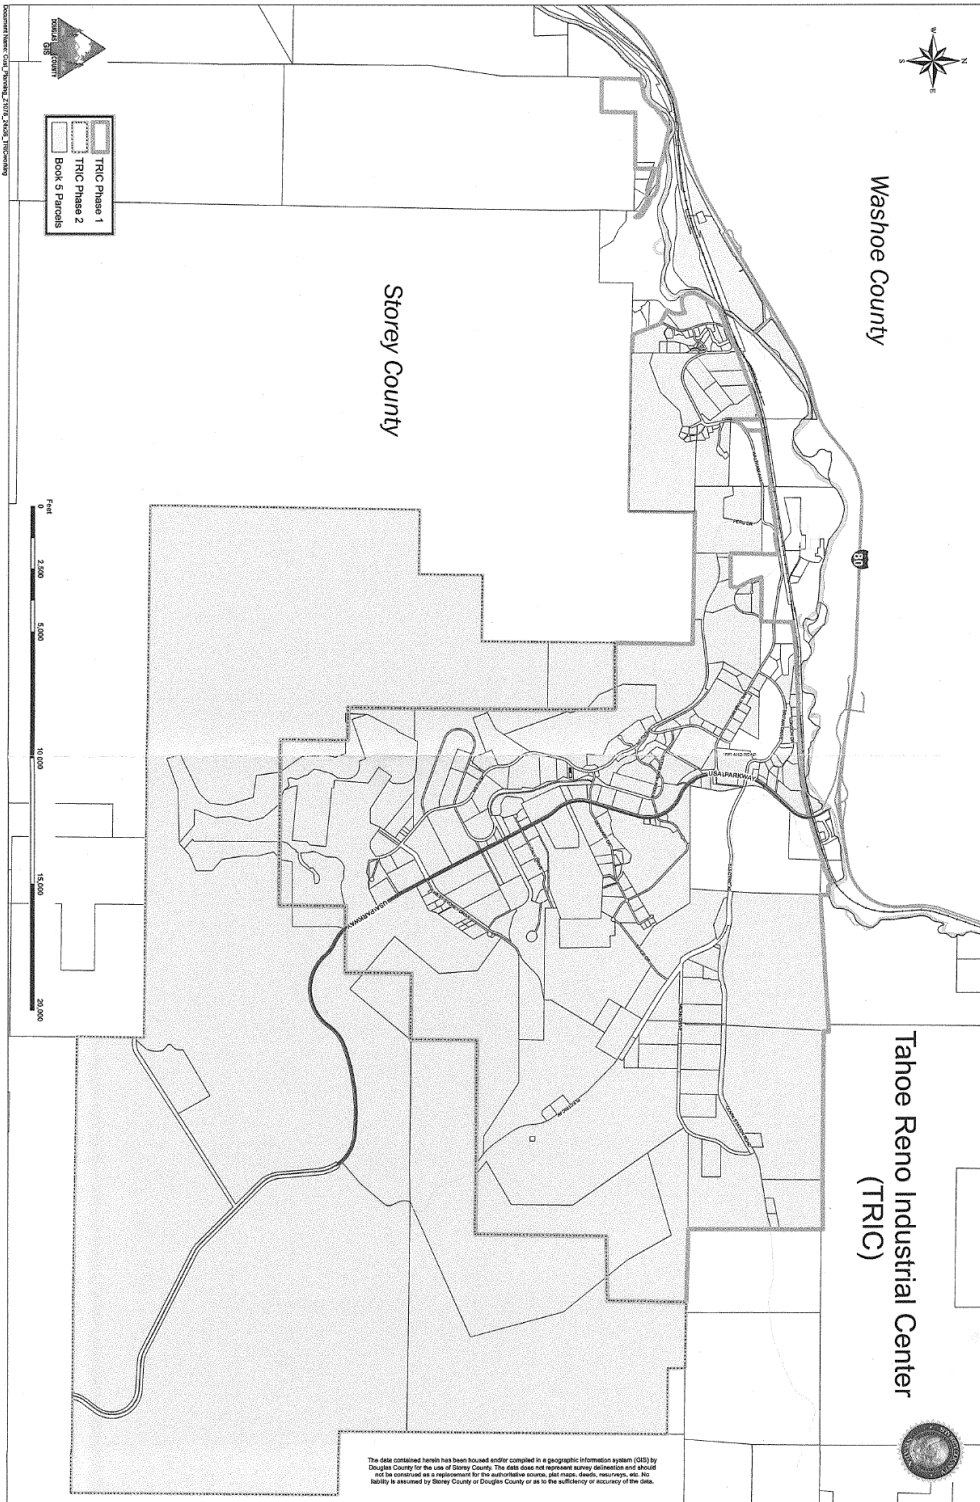 Tahoe Reno Industrial Center
(TRIC)
Washoe County
Storey County
N
W
E
S
80
USA PARKWAY
USA PARKWAY
PERU DR
ELECTRIC AV
DOUGLAS COUNTY
GIS
TRIC Phase 1
TRIC Phase 2
Book 5 Parcels
Feet
0
2,500
5,000
10,000
15,000
20,000
The data contained herein has been housed and/or compiled in a geographic information system (GIS) by
Douglas County for the use of Storey County. The data does not represent survey delineation and should
not be construed as a replacement for the authoritative source, plat maps, deeds, resurveys, etc. No
liability is assumed by Storey County or Douglas County or as to the sufficiency or accuracy of the data.